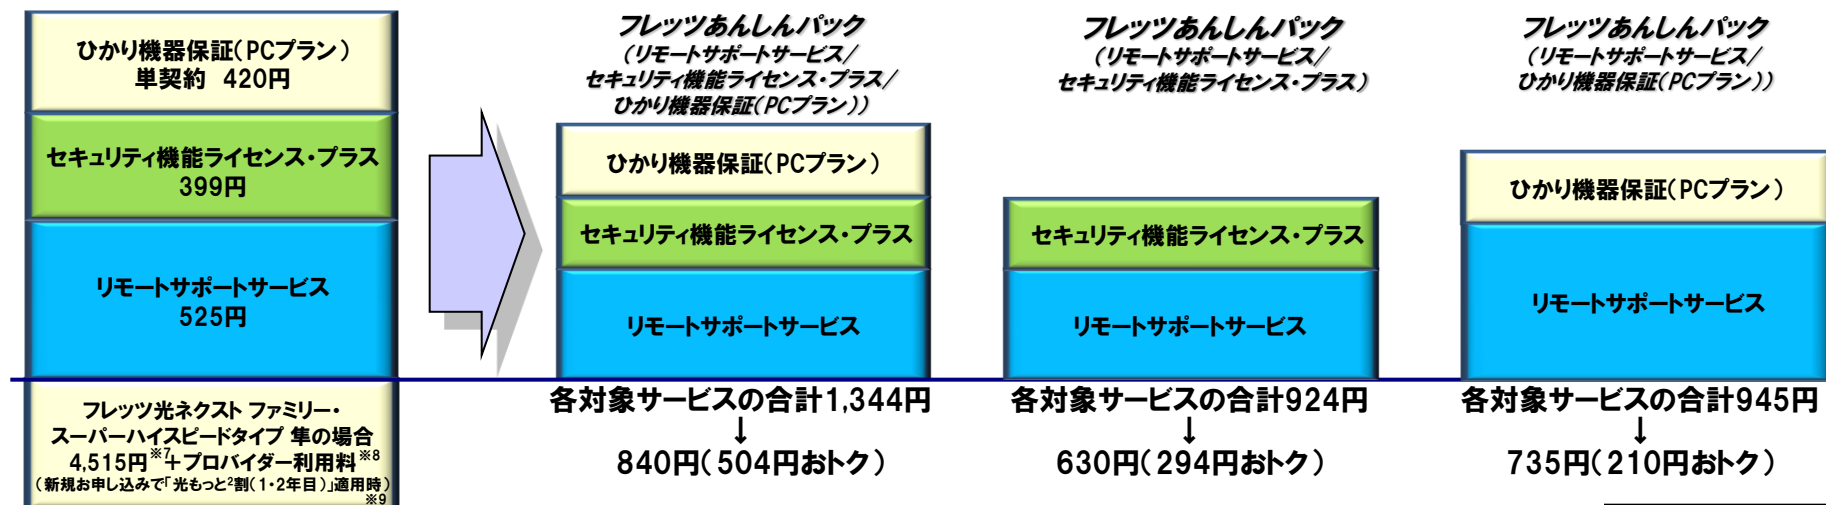 ひかり機器保証(PCプラン)
単契約 420円
セキュリティ機能ライセンス・プラス
399円
リモートサポートサービス
525円
フレッツ光ネクスト ファミリー・
スーパーハイスピードタイプ 隼の場合
4,515円※7+プロバイダー利用料※8
(新規お申し込みで「光もっと²割(1・2年目)」適用時)
※9
フレッツあんしんパック
(リモートサポートサービス/
セキュリティ機能ライセンス・プラス/
ひかり機器保証(PCプラン))
ひかり機器保証(PCプラン)
セキュリティ機能ライセンス・プラス
リモートサポートサービス
各対象サービスの合計1,344円
↓
840円(504円おトク)
フレッツあんしんパック
(リモートサポートサービス/
セキュリティ機能ライセンス・プラス)
セキュリティ機能ライセンス・プラス
リモートサポートサービス
各対象サービスの合計924円
↓
630円(294円おトク)
フレッツあんしんパック
(リモートサポートサービス/
ひかり機器保証(PCプラン))
ひかり機器保証(PCプラン)
リモートサポートサービス
各対象サービスの合計945円
↓
735円(210円おトク)